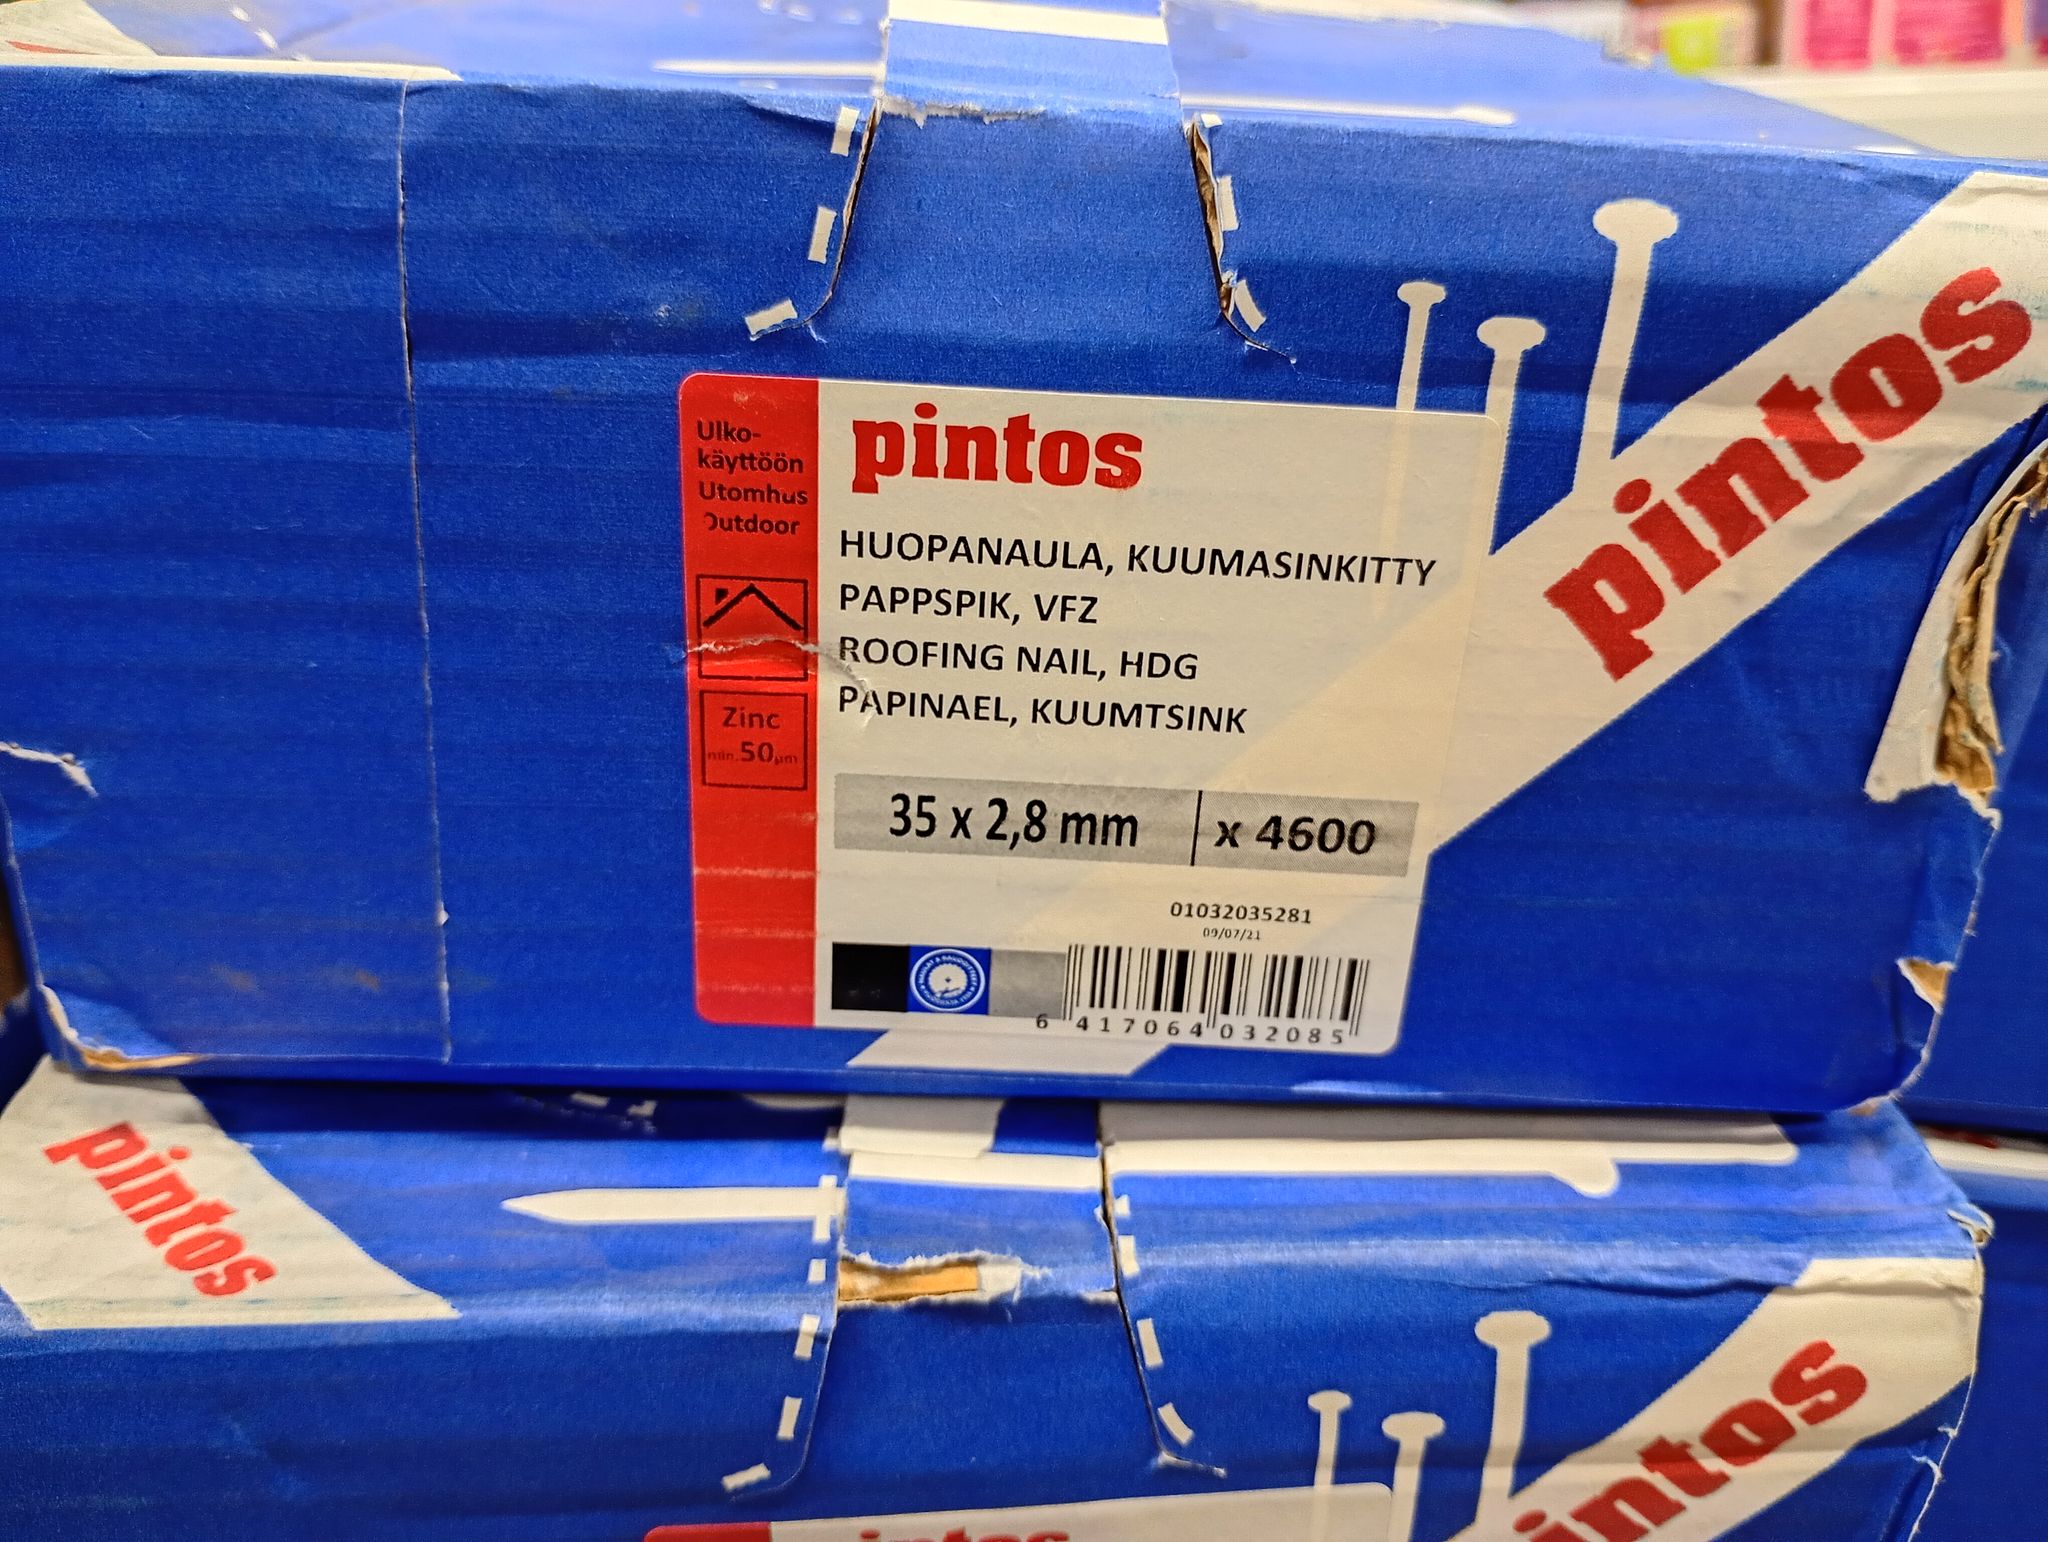 pintos
Ulko-
käyttöön
Utomhus
Outdoor
Zinc
min.50µm
pintos
HUOPANAULA, KUUMASINKITTY
PAPPSPIK, VFZ
ROOFING NAIL, HDG
PAPINAEL, KUUMTSINK
35 x 2,8 mm x 4600
01032035281
09/07/21
6 417064 032085
pintos
pintos
pintos